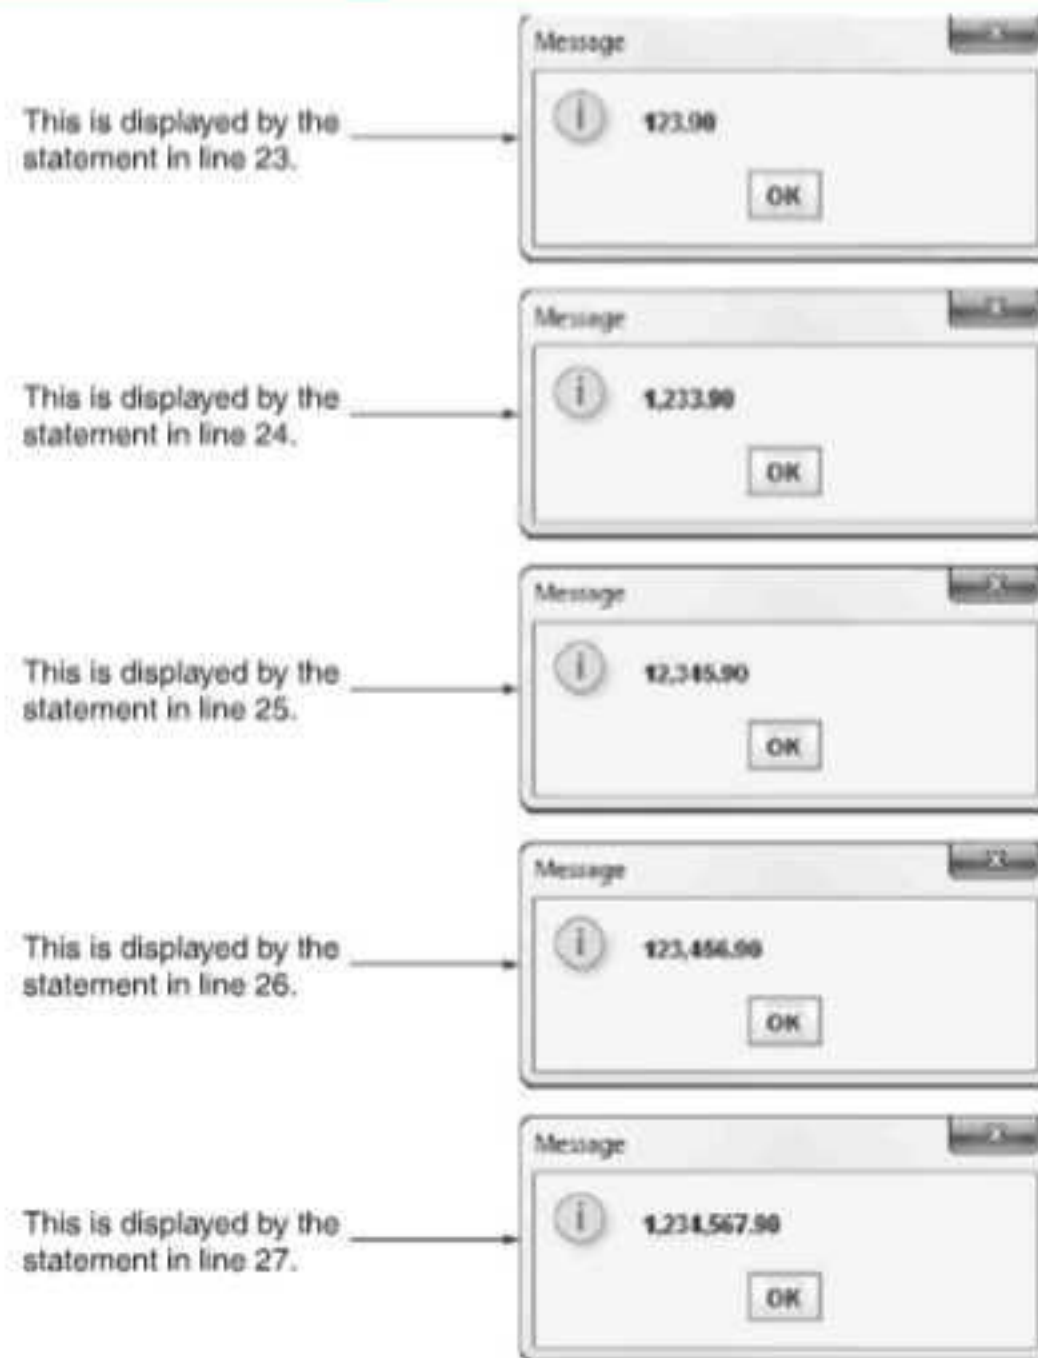 Message
This is displayed by the
statement in line 23.
123.90
OK
Message
This is displayed by the
statement in line 24.
1,233.90
OK
Message
This is displayed by the
statement in line 25.
12,345.90
OK
Message
This is displayed by the
statement in line 26.
123,456.90
OK
Message
This is displayed by the
statement in line 27.
1,234,567.90
OK